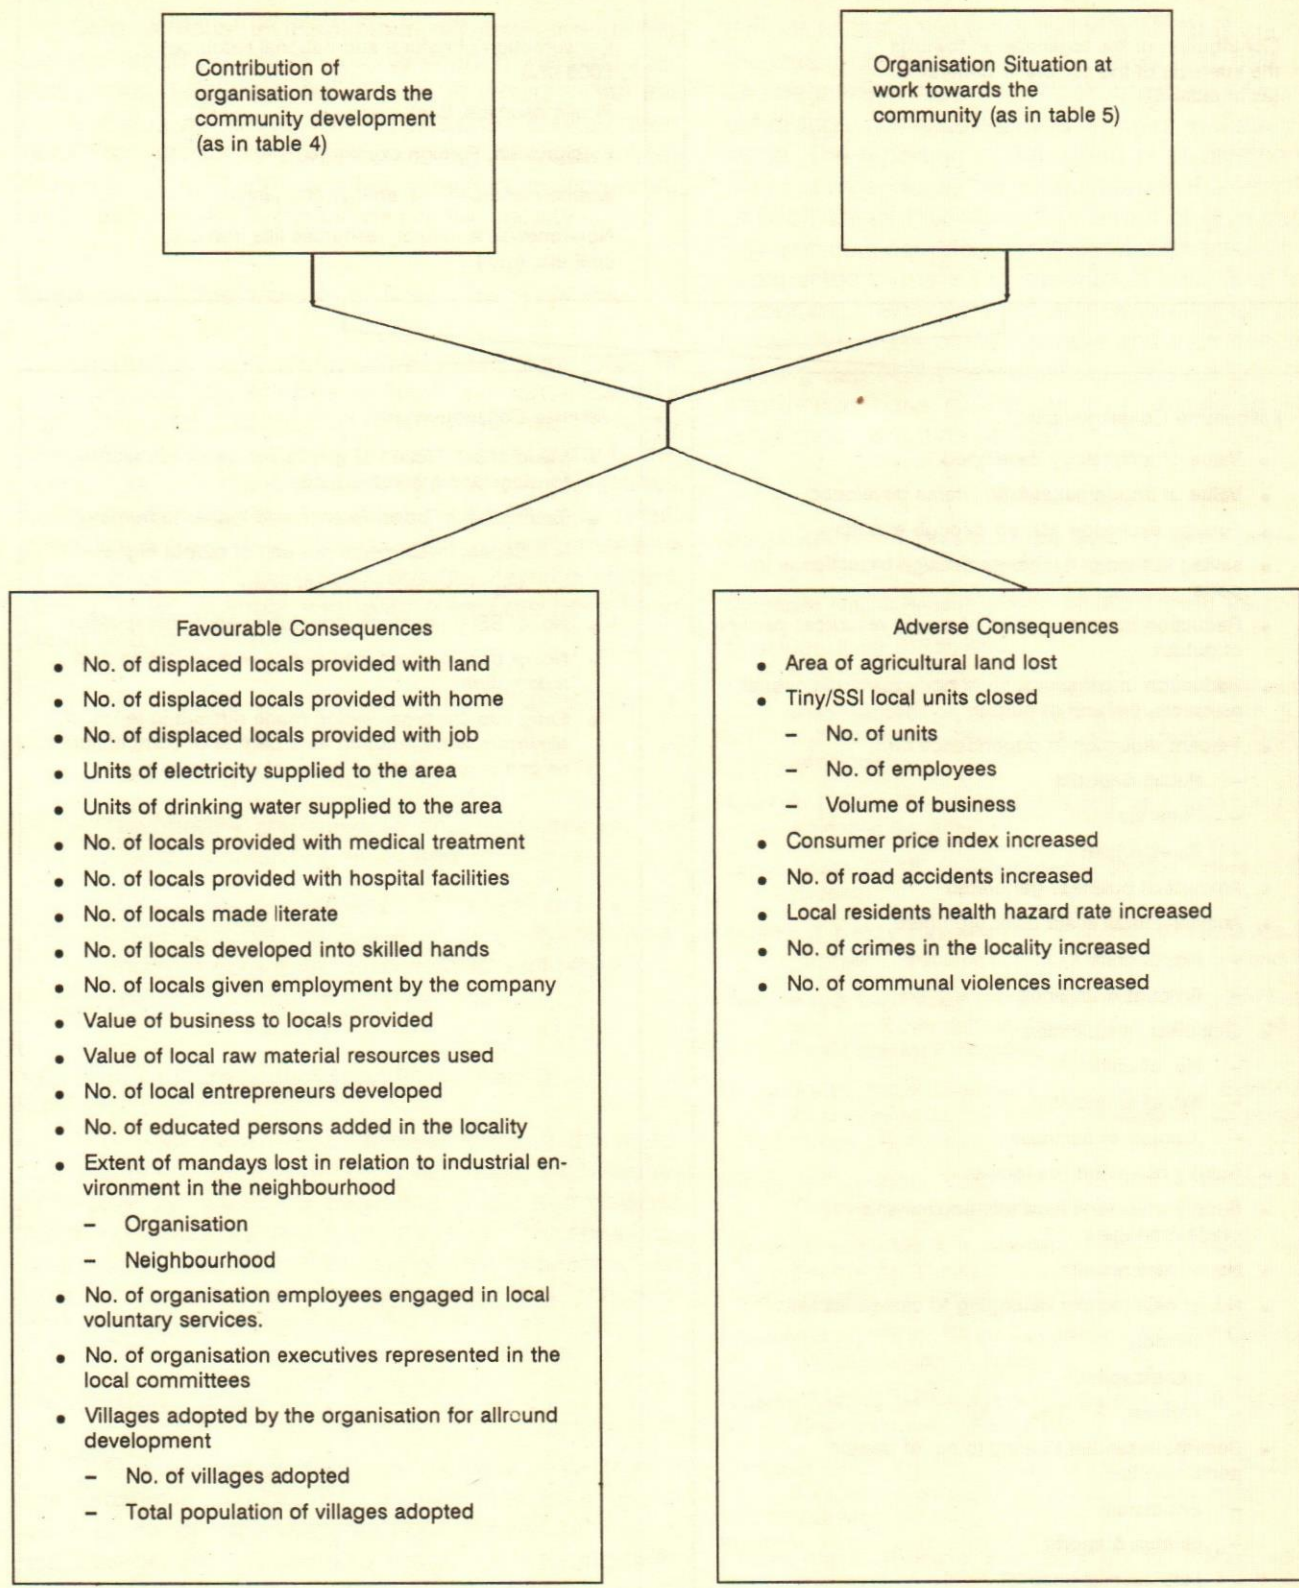 Contribution of
organisation towards the
community development
(as in table 4)
Organisation Situation at
work towards the
community (as in table 5)
Favourable Consequences
• No. of displaced locals provided with land
• No. of displaced locals provided with home
• No. of displaced locals provided with job
• Units of electricity supplied to the area
• Units of drinking water supplied to the area
• No. of locals provided with medical treatment
• No. of locals provided with hospital facilities
• No. of locals made literate
• No. of locals developed into skilled hands
• No. of locals given employment by the company
• Value of business to locals provided
• Value of local raw material resources used
• No. of local entrepreneurs developed
• No. of educated persons added in the locality
• Extent of mandays lost in relation to industrial en-
vironment in the neighbourhood
– Organisation
– Neighbourhood
• No. of organisation employees engaged in local
voluntary services.
• No. of organisation executives represented in the
local committees
• Villages adopted by the organisation for allround
development
– No. of villages adopted
– Total population of villages adopted
Adverse Consequences
• Area of agricultural land lost
• Tiny/SSI local units closed
– No. of units
– No. of employees
– Volume of business
• Consumer price index increased
• No. of road accidents increased
• Local residents health hazard rate increased
• No. of crimes in the locality increased
• No. of communal violences increased